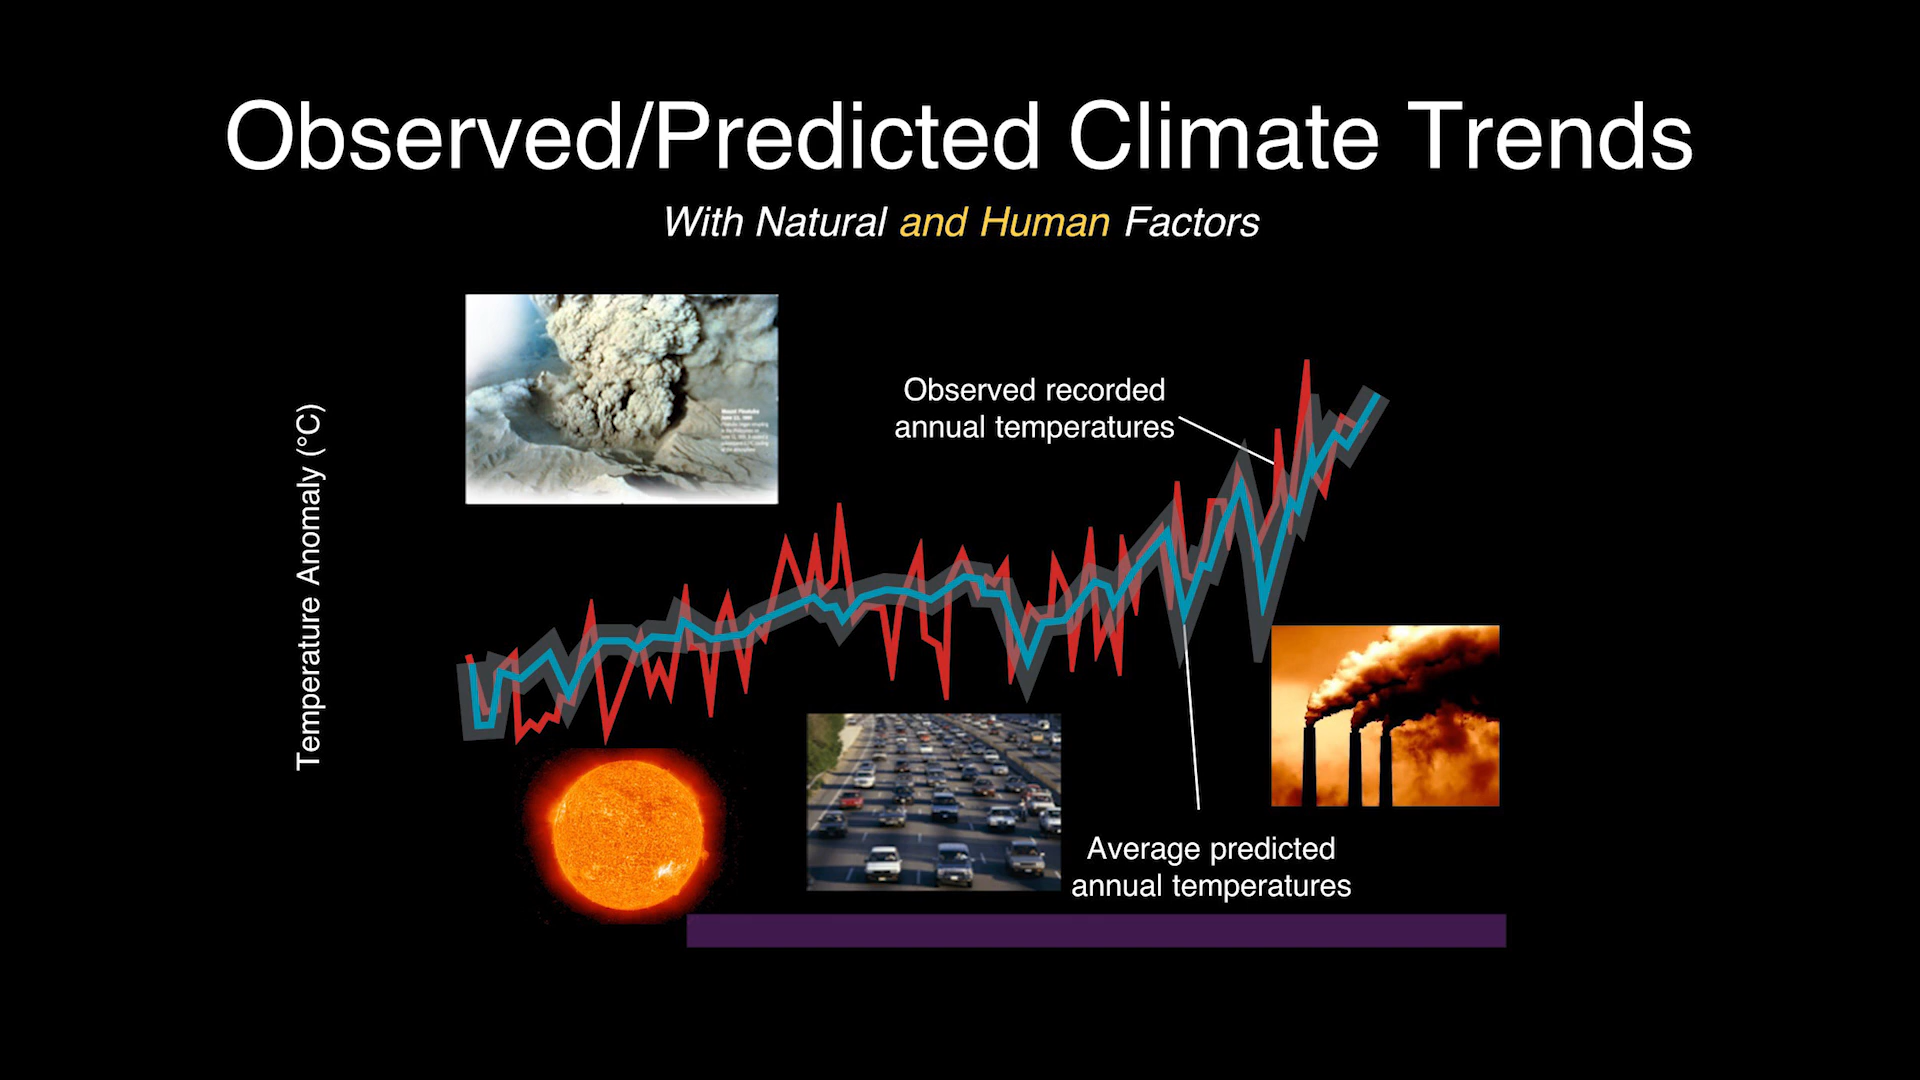 Observed/Predicted Climate Trends
With Natural and Human Factors
Observed recorded
annual temperatures
Temperature Anomaly (°C)
Average predicted
annual temperatures